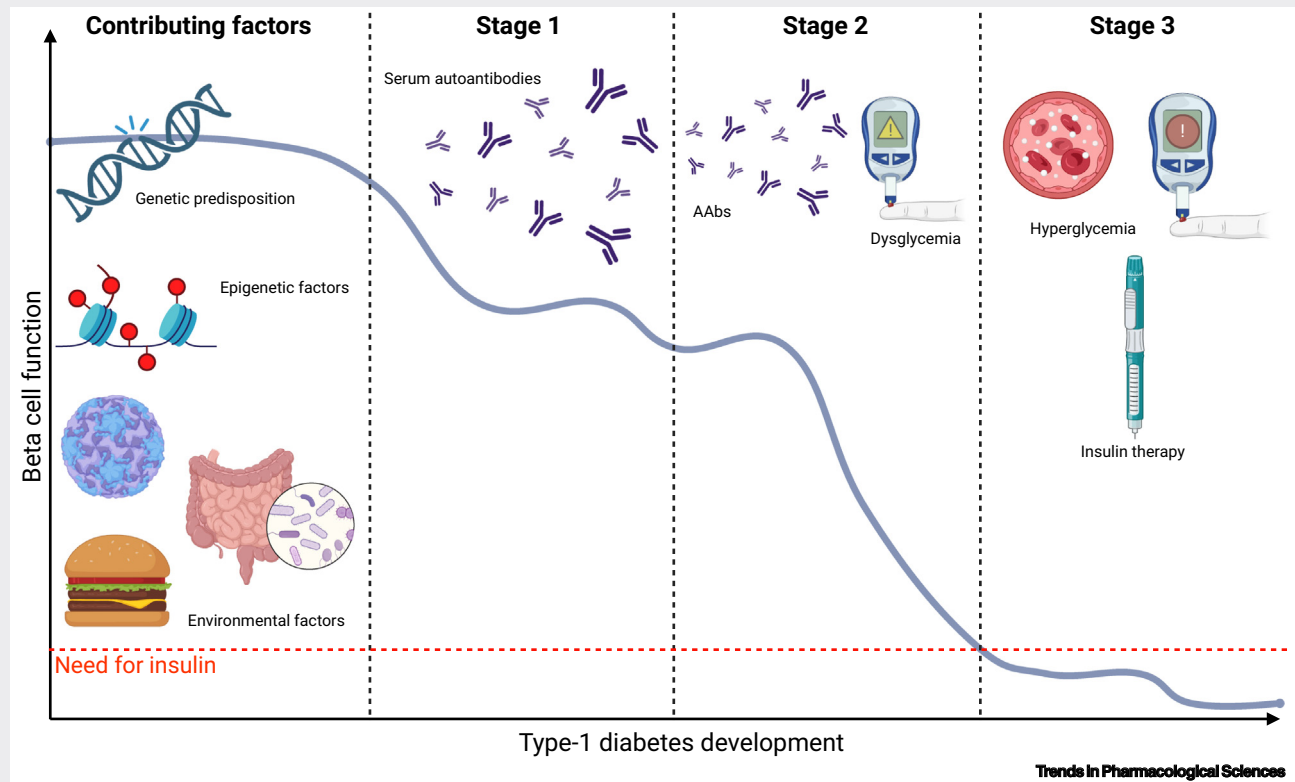 Contributing factors
Stage 1
Stage 2
Stage 3
Serum autoantibodies
Genetic predisposition
AAbs
Dysglycemia
Hyperglycemia
Epigenetic factors
Insulin therapy
Environmental factors
Beta cell function
Need for insulin
Type-1 diabetes development
Trends in Pharmacological Sciences